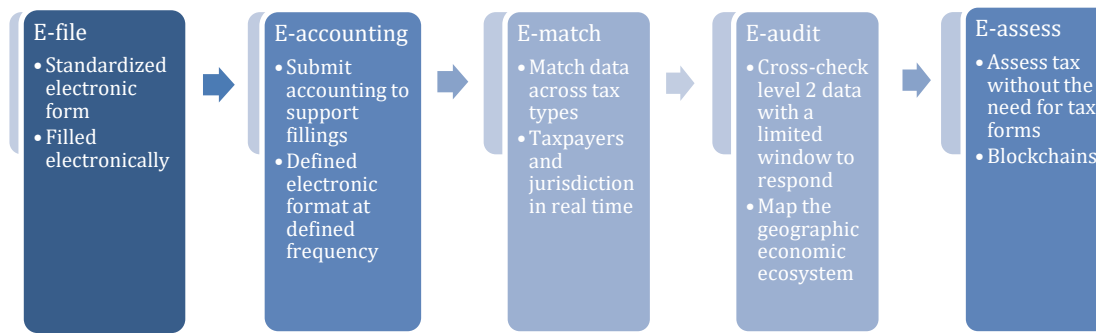 E-file
• Standardized
electronic
form
• Filled
electronically
E-accounting
• Submit
accounting to
support
fillings
• Defined
electronic
format at
defined
frequency
E-match
• Match data
across tax
types
• Taxpayers
and
jurisdiction
in real time
E-audit
• Cross-check
level 2 data
with a
limited
window to
respond
• Map the
geographic
economic
ecosystem
E-assess
• Assess tax
without the
need for tax
forms
• Blockchains